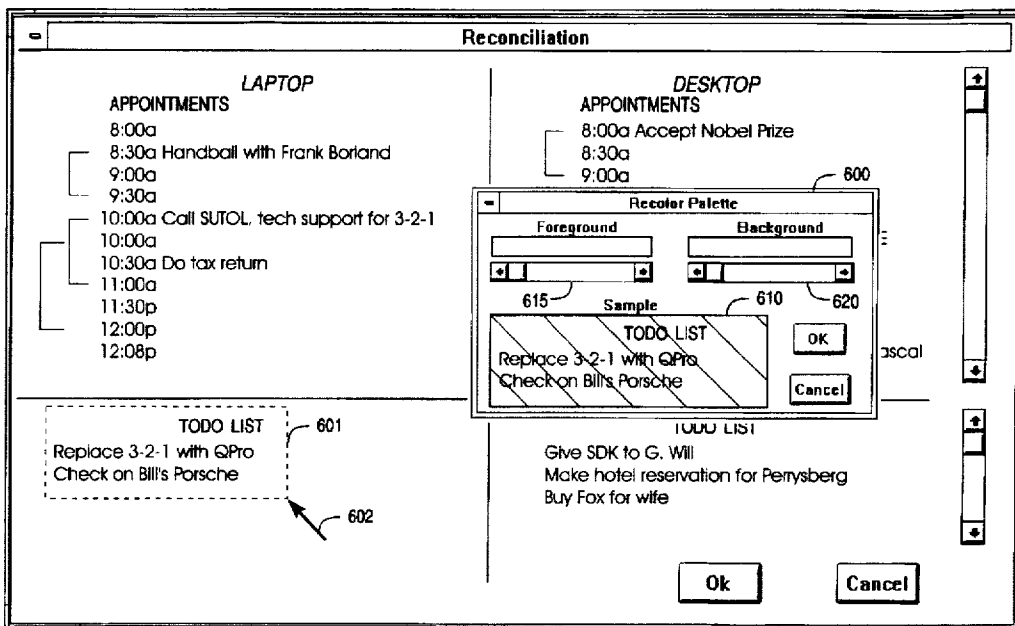 Reconciliation
LAPTOP
APPOINTMENTS
8:00a
8:30a Handball with Frank Borland
9:00a
9:30a
10:00a Call SUTOL, tech support for 3-2-1
10:00a
10:30a Do tax return
11:00a
11:30p
12:00p
12:08p
DESKTOP
APPOINTMENTS
8:00a Accept Nobel Prize
8:30a
9:00a
600
Recolor Palette
Foreground
Background
615
Sample
610
620
TODO LIST
Replace 3-2-1 with QPro
Check on Bill's Porsche
OK
Cancel
ascal
TODO LIST
601
Replace 3-2-1 with QPro
Check on Bill's Porsche
602
TODO LIST
Give SDK to G. Will
Make hotel reservation for Perrysberg
Buy Fox for wife
Ok
Cancel